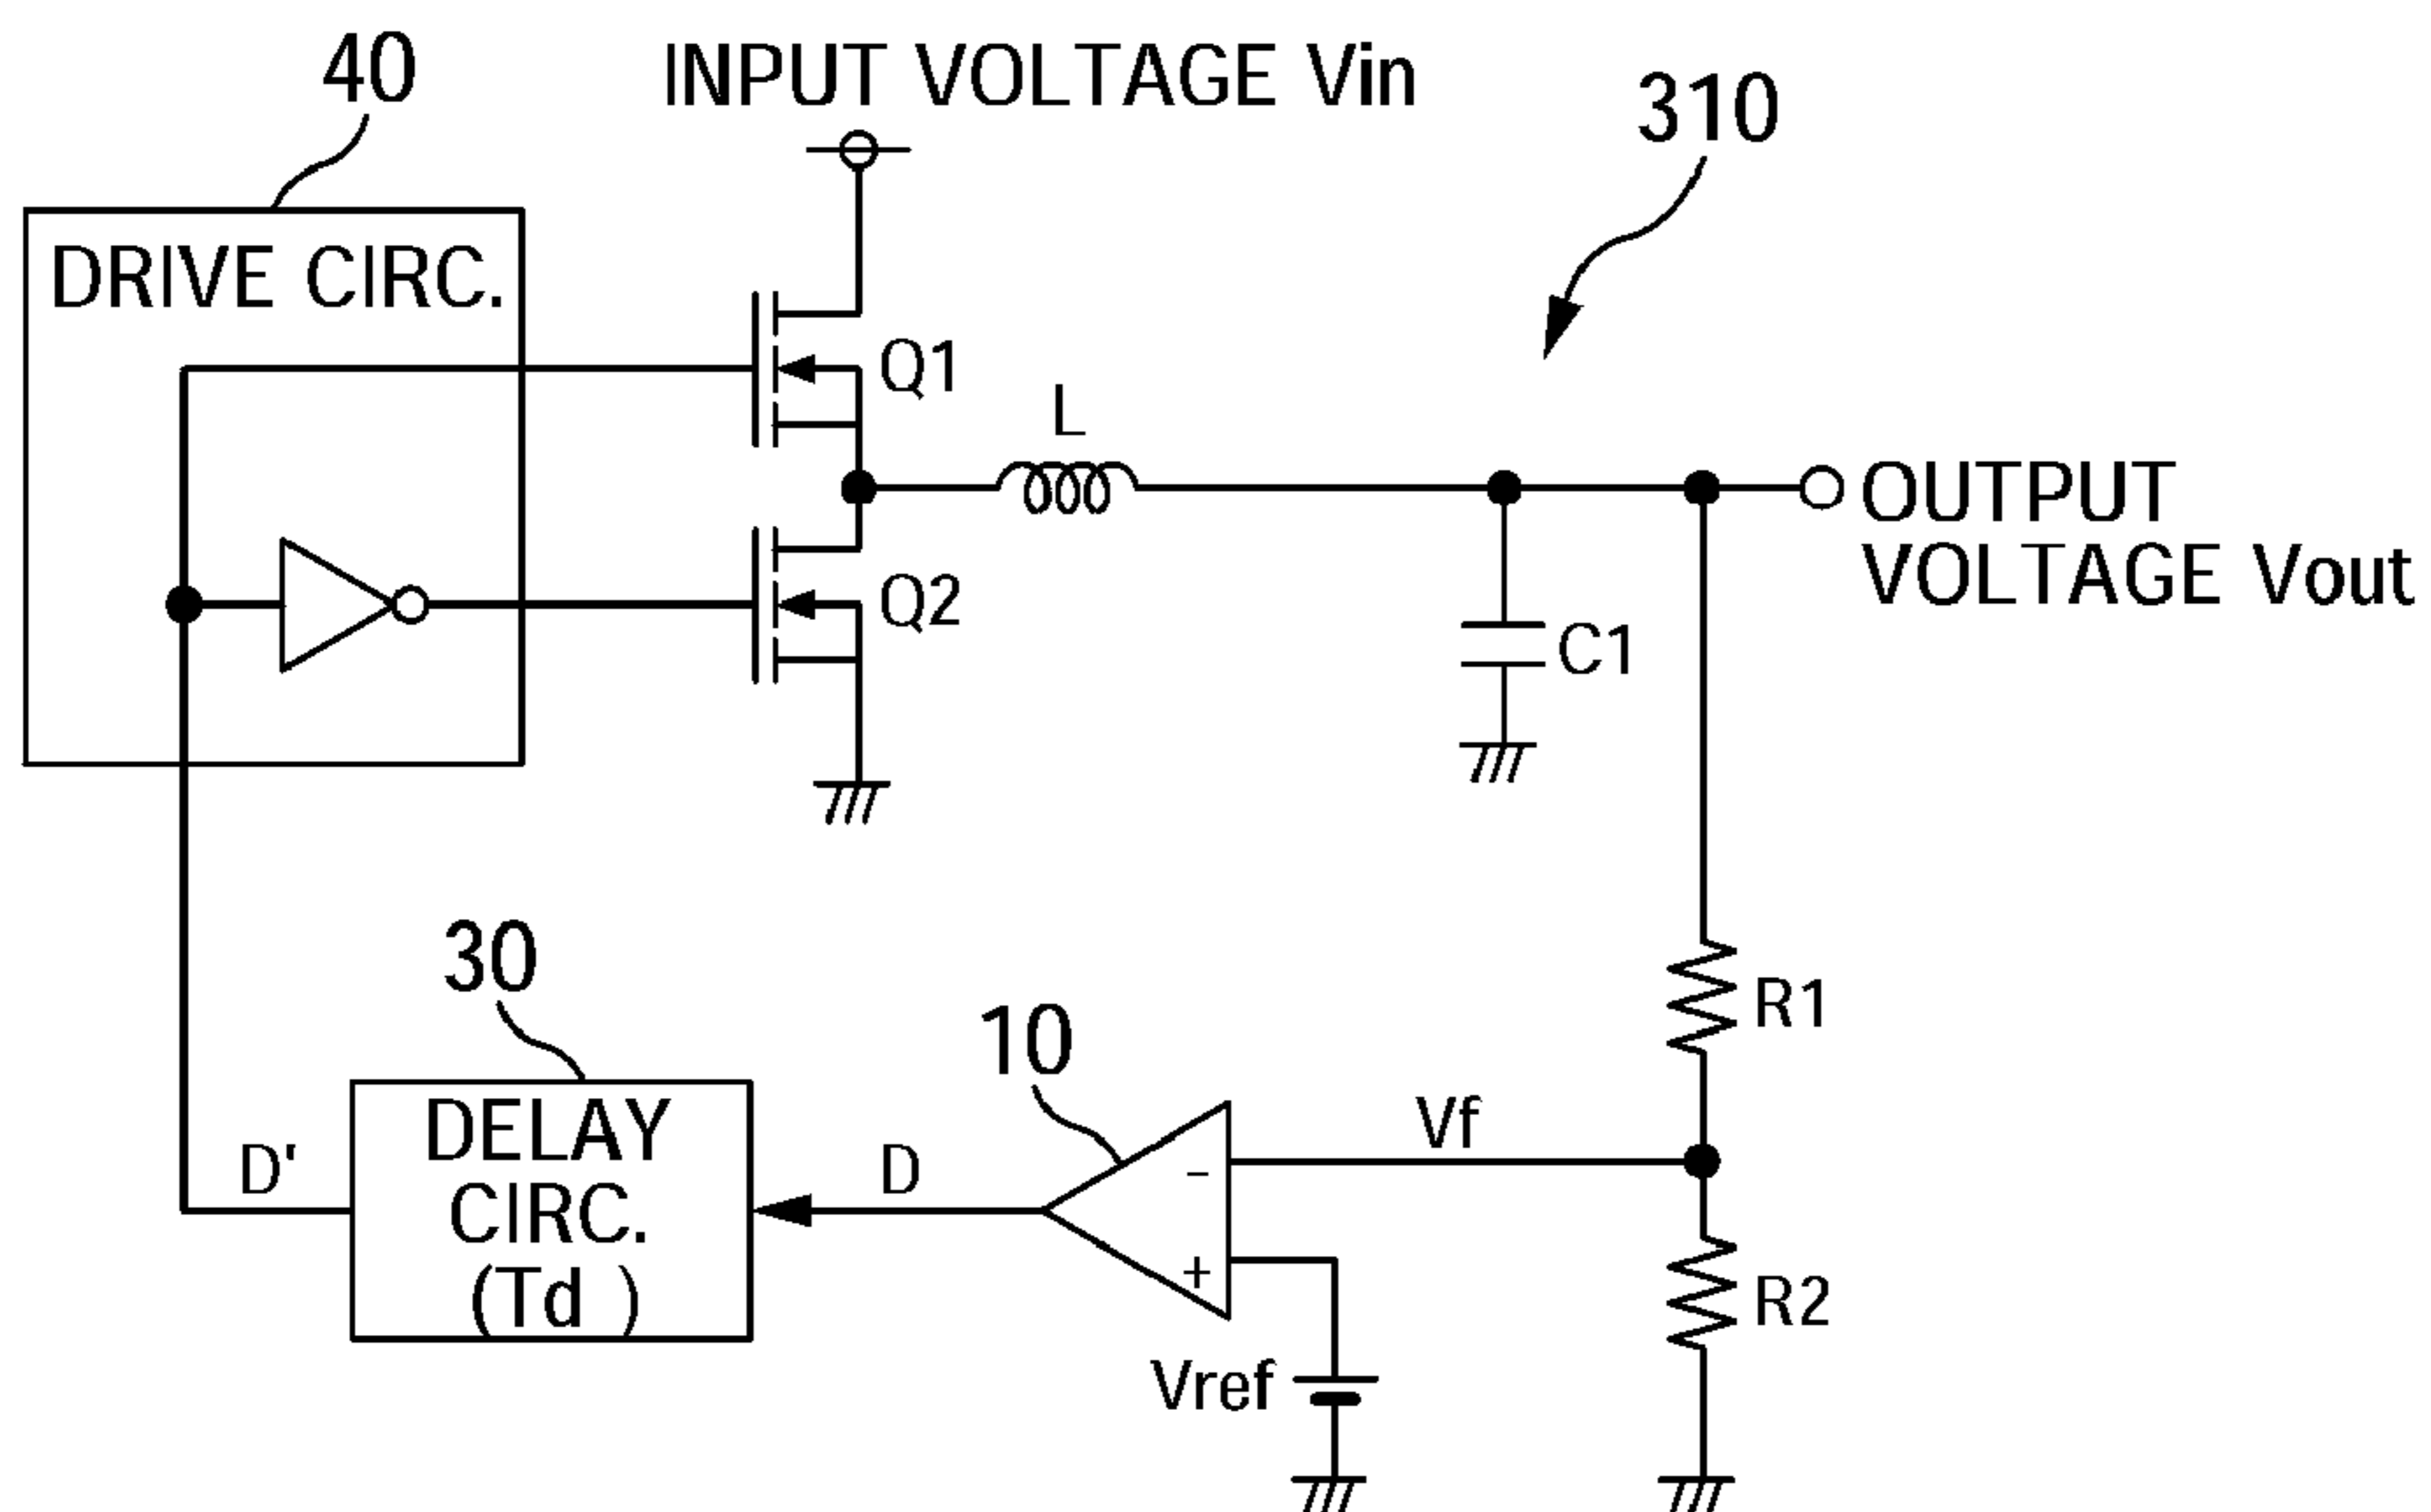 40
INPUT VOLTAGE Vin
310
DRIVE CIRC.
Q1
L
OUTPUT
VOLTAGE Vout
Q2
C1
30
10
R1
DELAY
CIRC.
(Td )
D'
D
Vf
-
+
R2
Vref